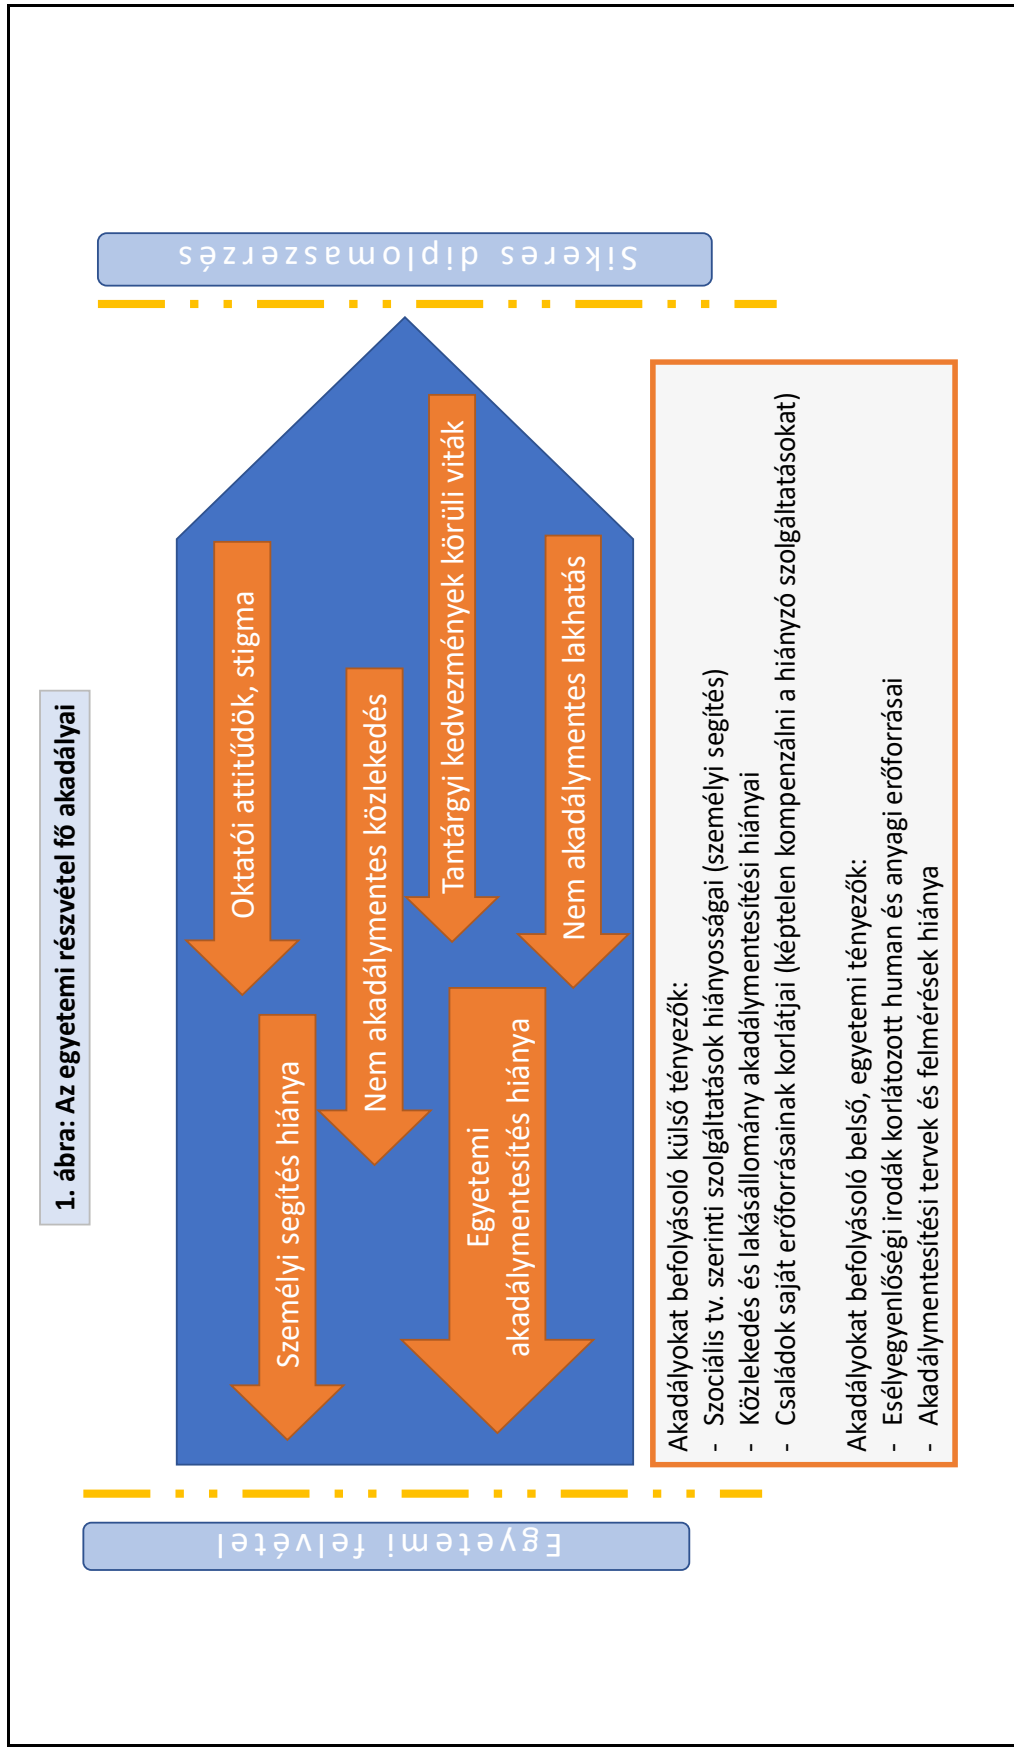 1. ábra: Az egyetemi részvétel fő akadályai
Egyetemi felvétel
Személyi segítés hiánya
Oktatói attitűdök, stigma
Nem akadálymentes közlekedés
Tantárgyi kedvezmények körüli viták
Egyetemi
akadálymentesítés hiánya
Nem akadálymentes lakhatás
Sikeres diplomaszerzés
Akadályokat befolyásoló külső tényezők:
- Szociális tv. szerinti szolgáltatások hiányosságai (személyi segítés)
- Közlekedés és lakásállomány akadálymentesítési hiányai
- Családok saját erőforrásainak korlátjai (képtelen kompenzálni a hiányzó szolgáltatásokat)
Akadályokat befolyásoló belső, egyetemi tényezők:
- Esélyegyenlőségi irodák korlátozott human és anyagi erőforrásai
- Akadálymentesítési tervek és felmérések hiánya